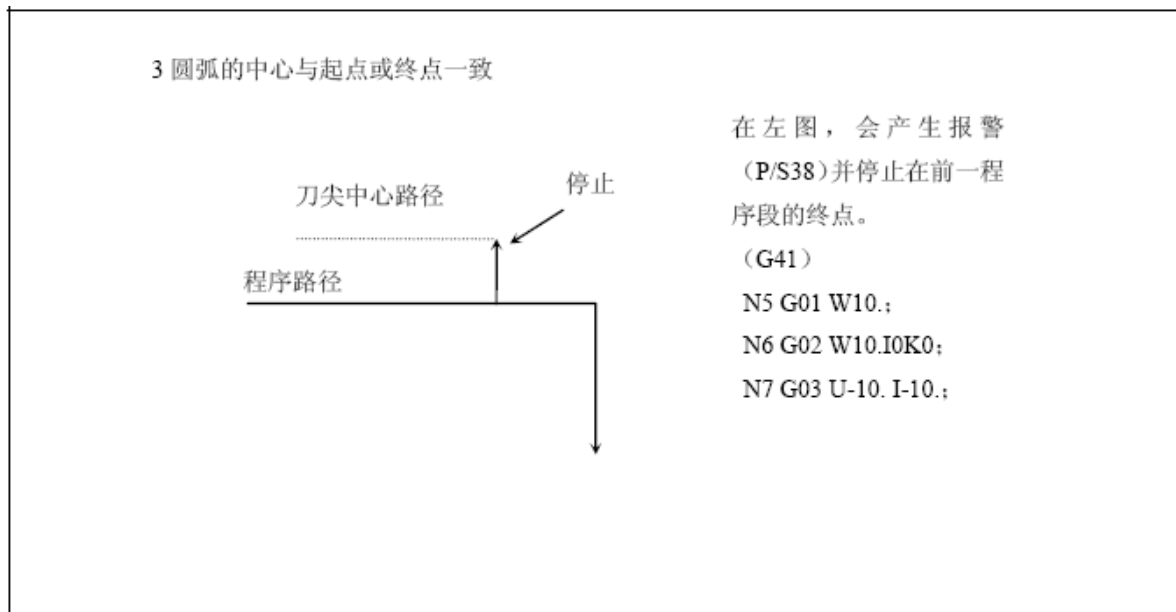 3 圆弧的中心与起点或终点一致
在左图，会产生报警
（P/S38)并停止在前一程
序段的终点。
（G41）
N5 G01 W10.;
N6 G02 W10.I0K0;
N7 G03 U-10. I-10.;
停止
刀尖中心路径
程序路径